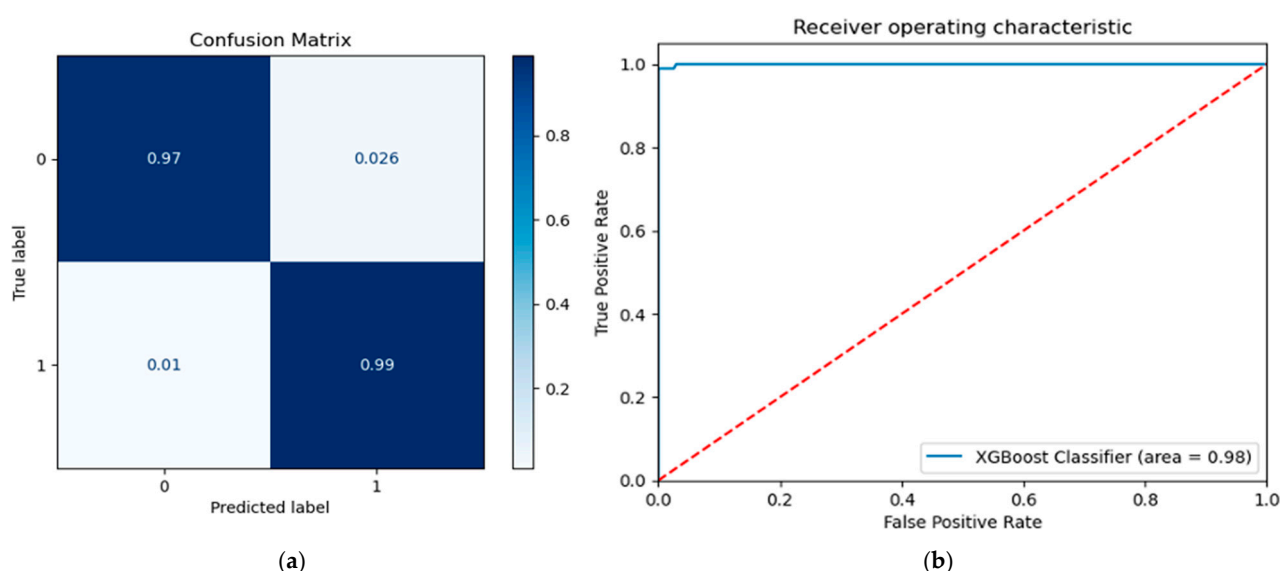 Confusion Matrix
True label
0
1
0.97
0.026
0.01
0.99
0
1
Predicted label
0.8
0.6
0.4
0.2
(a)
Receiver operating characteristic
True Positive Rate
1.0
0.8
0.6
0.4
0.2
0.0
XGBoost Classifier (area = 0.98)
0.0 0.2 0.4 0.6 0.8 1.0
False Positive Rate
(b)